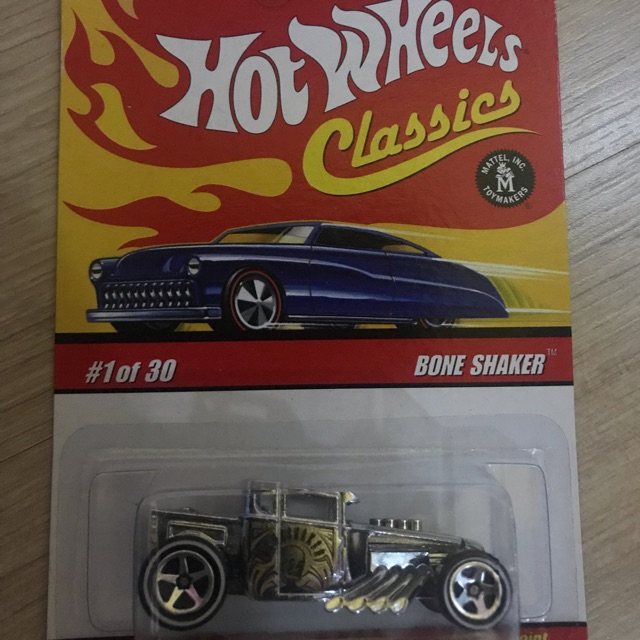 Hot Wheels
Classics
MATTEL, INC.
M
TOYMAKERS
#1 of 30
BONE SHAKER™